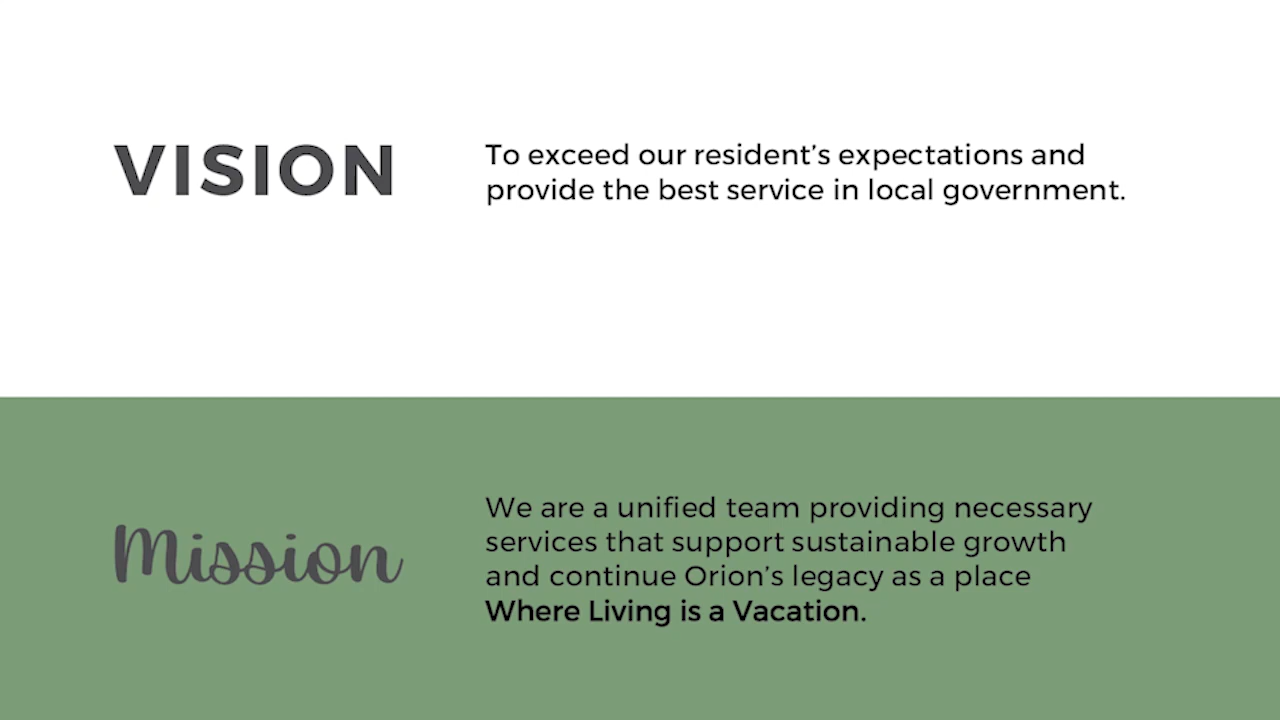 VISION
To exceed our resident’s expectations and
provide the best service in local government.
Mission
We are a unified team providing necessary
services that support sustainable growth
and continue Orion’s legacy as a place
Where Living is a Vacation.